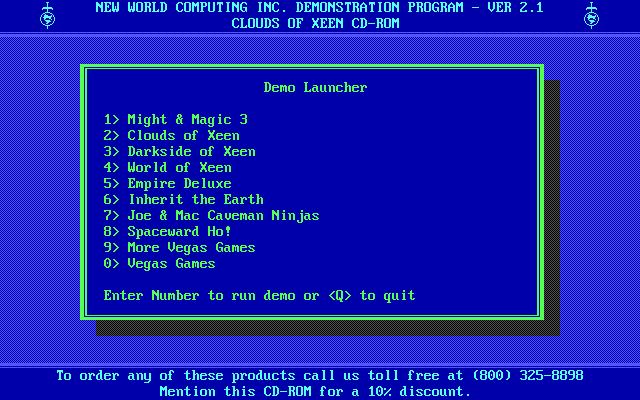 NEW WORLD COMPUTING INC. DEMONSTRATION PROGRAM - VER 2.1
CLOUDS OF XEEN CD-ROM
Demo Launcher
1> Might & Magic 3
2> Clouds of Xeen
3> Darkside of Xeen
4> World of Xeen
5> Empire Deluxe
6> Inherit the Earth
7> Joe & Mac Caveman Ninjas
8> Spaceward Ho!
9> More Vegas Games
0> Vegas Games
Enter Number to run demo or <Q> to quit
To order any of these products call us toll free at (800) 325-8898
Mention this CD-ROM for a 10% discount.